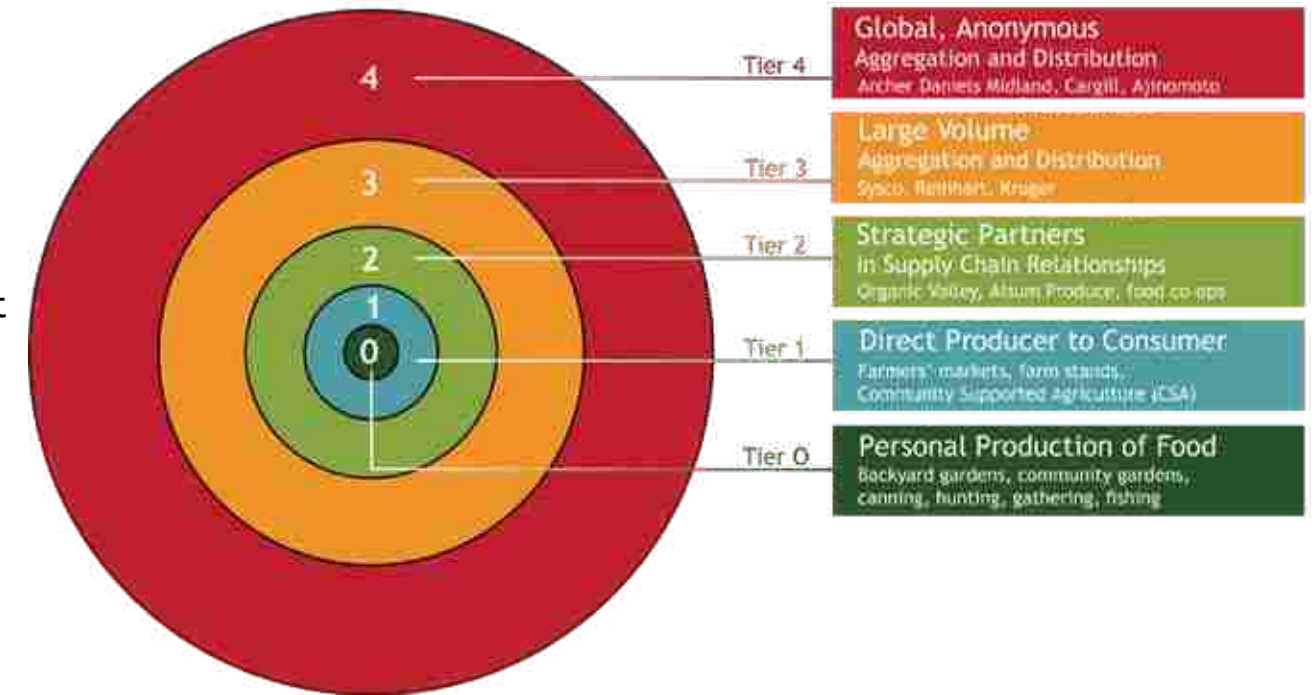 4
Tier 4
Global, Anonymous
Aggregation and Distribution
Archer Daniels Midland, Cargill, Ajinomoto
3
Tier 3
Large Volume
Aggregation and Distribution
Sysco, Reinhart, Kroger
2
Tier 2
Strategic Partners
in Supply Chain Relationships
Organic Valley, Alsum Produce, food co-ops
1
Tier 1
Direct Producer to Consumer
Farmers' markets, farm stands,
Community Supported Agriculture (CSA)
0
Tier 0
Personal Production of Food
Backyard gardens, community gardens,
canning, hunting, gathering, fishing